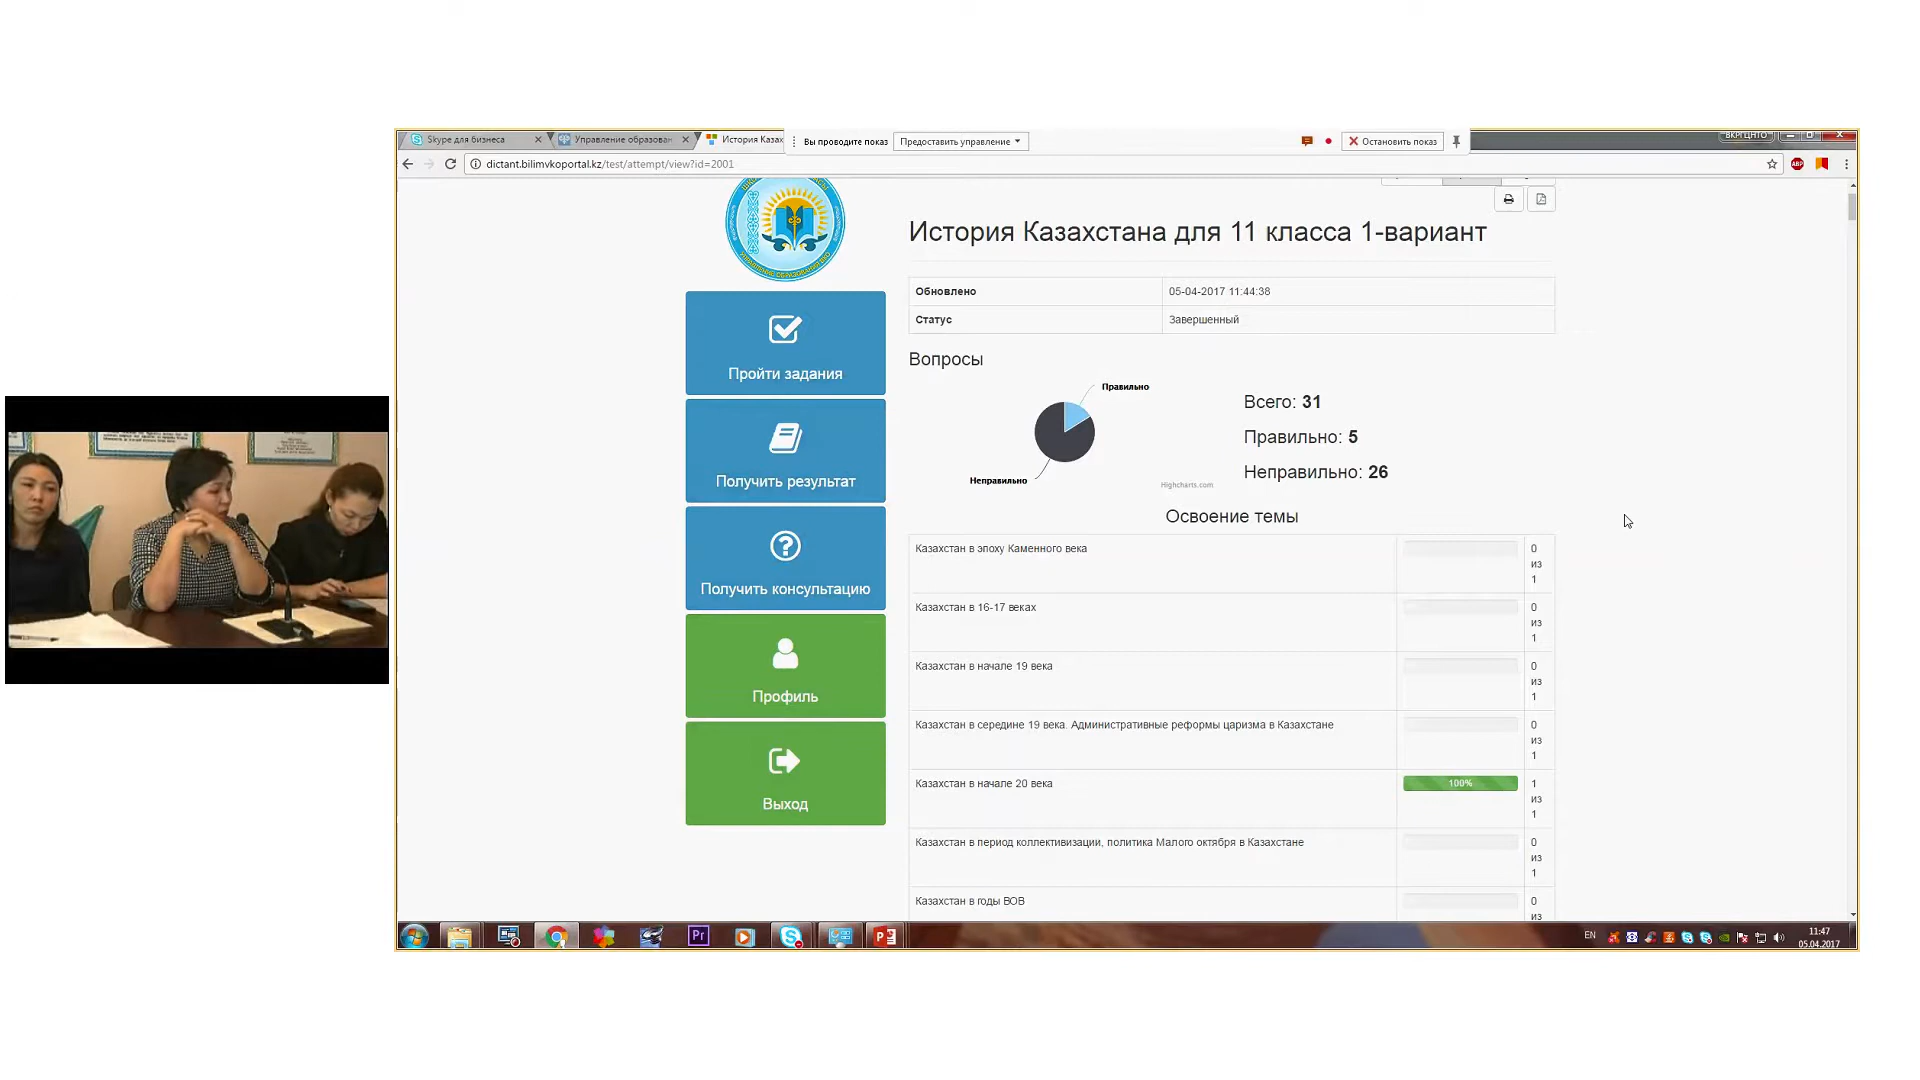 Skype для бизнеса
Управление образован
История Казах
Вы проводите показ
Предоставить управление
Остановить показ
ВКРГЦНТО
dictant.bilimvkoportal.kz/test/attempt/view?id=2001
ABP
УПРАВЛЕНИЕ ОБРАЗОВАНИЯ ВКО
Пройти задания
Получить результат
Получить консультацию
Профиль
Выход
История Казахстана для 11 класса 1-вариант
Обновлено 05-04-2017 11:44:38
Статус Завершенный
Вопросы
Правильно
Неправильно
Highcharts.com
Всего: 31
Правильно: 5
Неправильно: 26
Освоение темы
Казахстан в эпоху Каменного века 0 из 1
Казахстан в 16-17 веках 0 из 1
Казахстан в начале 19 века 0 из 1
Казахстан в середине 19 века. Административные реформы царизма в Казахстане 0 из 1
Казахстан в начале 20 века 100% 1 из 1
Казахстан в период коллективизации, политика Малого октября в Казахстане 0 из 1
Казахстан в годы ВОВ 0 из
Pr
EN
11:47
05.04.2017